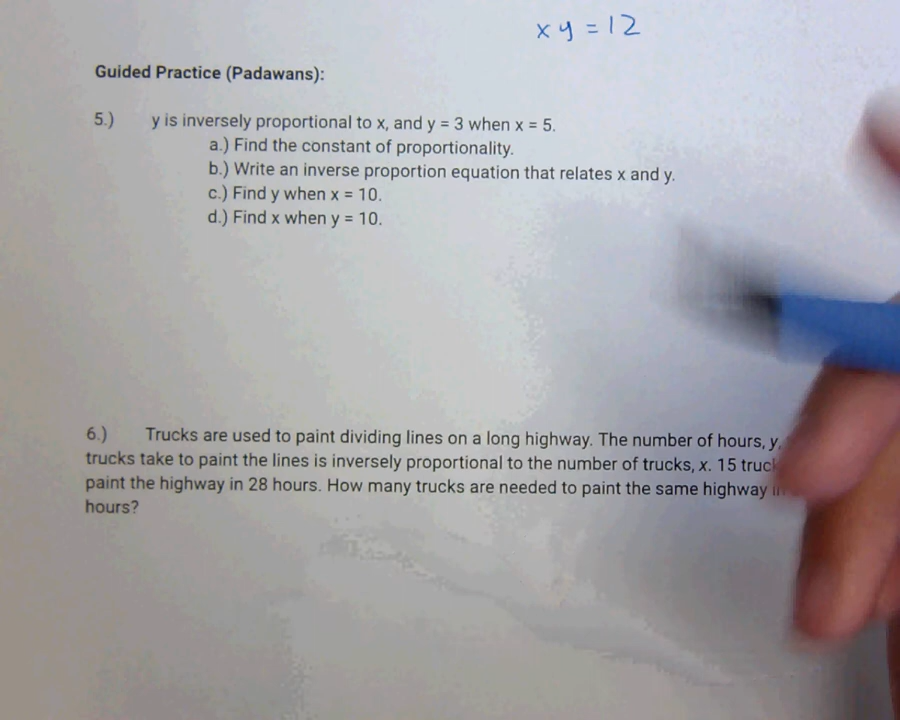 xy = 12
Guided Practice (Padawans):
5.) y is inversely proportional to x, and y = 3 when x = 5.
a.) Find the constant of proportionality.
b.) Write an inverse proportion equation that relates x and y.
c.) Find y when x = 10.
d.) Find x when y = 10.
6.) Trucks are used to paint dividing lines on a long highway. The number of hours, y,
trucks take to paint the lines is inversely proportional to the number of trucks, x. 15
paint the highway in 28 hours. How many trucks are needed to paint the same highway
hours?